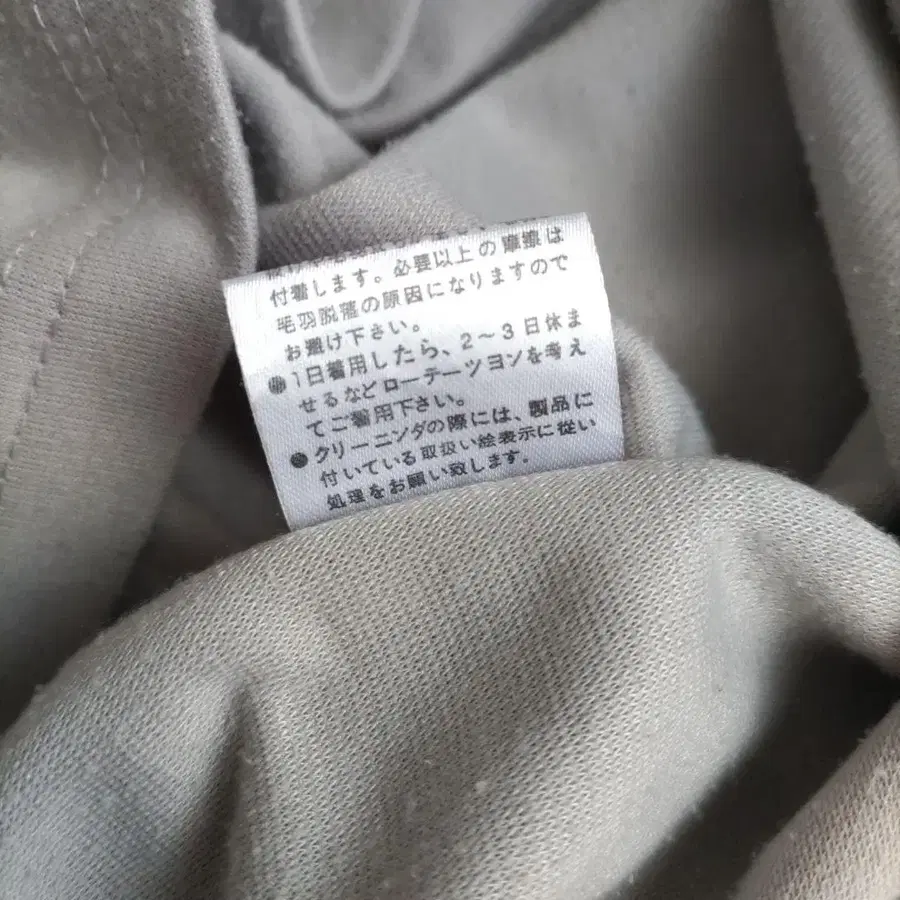 付着します。必要以上の摩擦は
毛羽脱落の原因になりますので
お避け下さい。
●1日着用したら、2～3日休ま
せるなどローテーツヨンを考え
てご着用下さい。
●クリーニンダの際には、製品に
付いている取扱い絵表示に従い
処理をお願い致します.